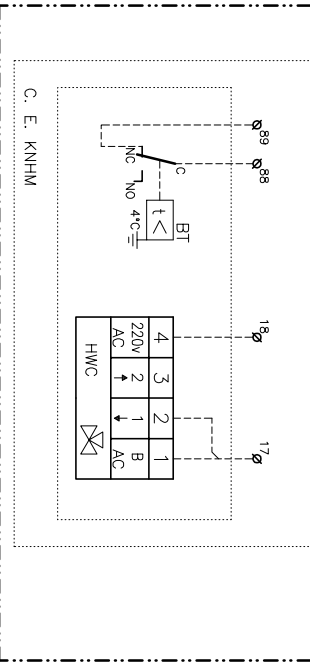 89
88
NC
C
NO
t <
BT
4°C
C. E. KNHM
18
17
4 3 2 1
220v 2 1 B
AC ↑ ↓ AC
HWC